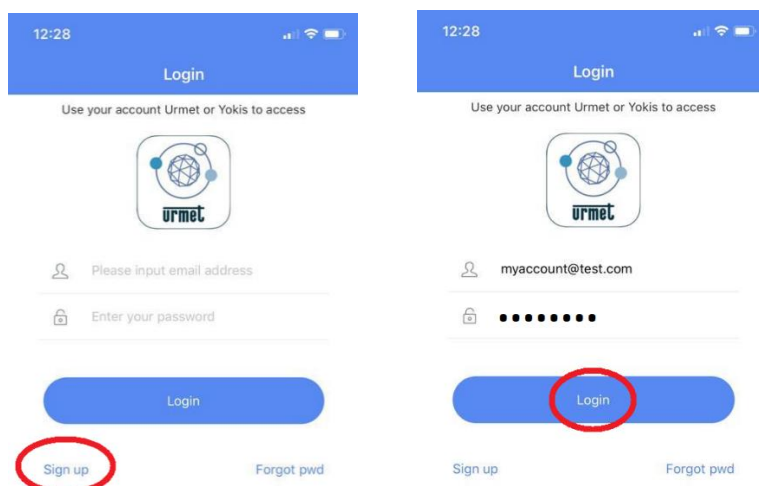 12:28
Login
Use your account Urmet or Yokis to access
urmet
Please input email address
Enter your password
Login
Sign up
Forgot pwd
12:28
Login
Use your account Urmet or Yokis to access
urmet
myaccount@test.com
Login
Sign up
Forgot pwd